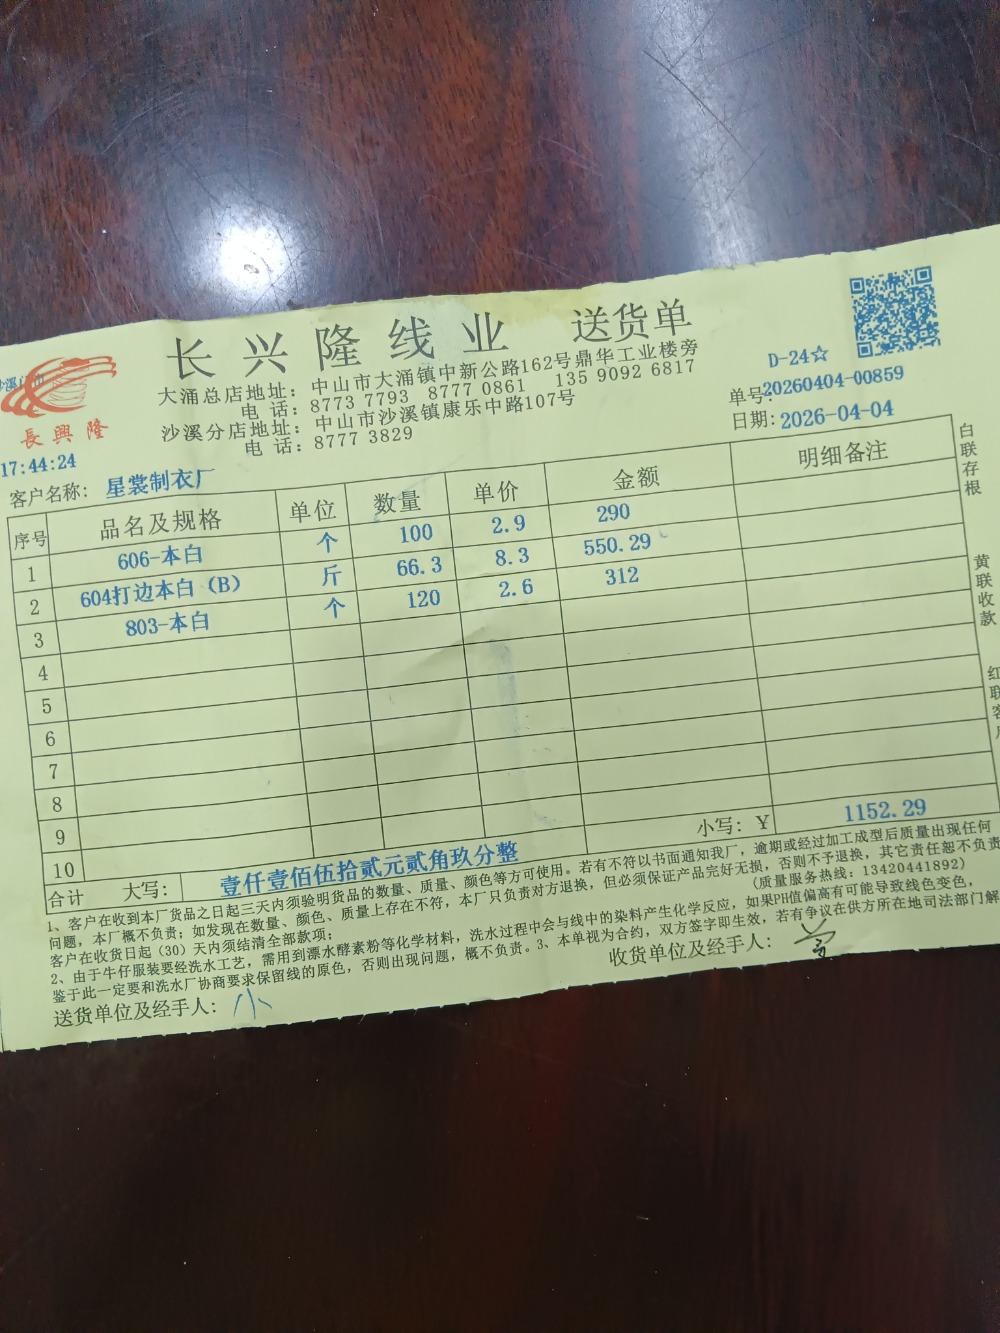 长兴隆线业 送货单
大涌总店地址：中山市大涌镇中新公路162号鼎华工业楼旁
电 话：8773 7793 8777 0861 135 9092 6817
沙溪分店地址：中山市沙溪镇康乐中路107号
电 话：8777 3829
長興隆
D-24☆
单号:20260404-00859
日期:2026-04-04
17:44:24
客户名称：星裳制衣厂
序号 品名及规格 单位 数量 单价 金额 明细备注
1 606-本白 个 100 2.9 290
2 604打边本白（B） 斤 66.3 8.3 550.29
3 803-本白 个 120 2.6 312
4
5
6
7
8
9
10
合计 大写：壹仟壹佰伍拾贰元贰角玖分整 小写：Y 1152.29
1、客户在收到本厂货品之日起三天内须验明货品的数量、质量、颜色等方可使用。若有不符以书面通知我厂，逾期或经过加工成型后质量出现任何
问题，本厂概不负责；如发现在数量、颜色、质量上存在不符，本厂只负责对方退换，但必须保证产品完好无损，否则不予退换，其它责任恕不负责
客户在收货日起（30）天内须结清全部款项； （质量服务热线：13420441892）
2、由于牛仔服装要经洗水工艺，需用到漂水酵素粉等化学材料，洗水过程中会与线中的染料产生化学反应，如果PH值偏高有可能导致线色变色，
鉴于此一定要和洗水厂协商要求保留线的原色，否则出现问题，概不负责。3、本单视为合约，双方签字即生效，若有争议在供方所在地司法部门解
送货单位及经手人：小 收货单位及经手人：
白联存根
黄联收款
红联客